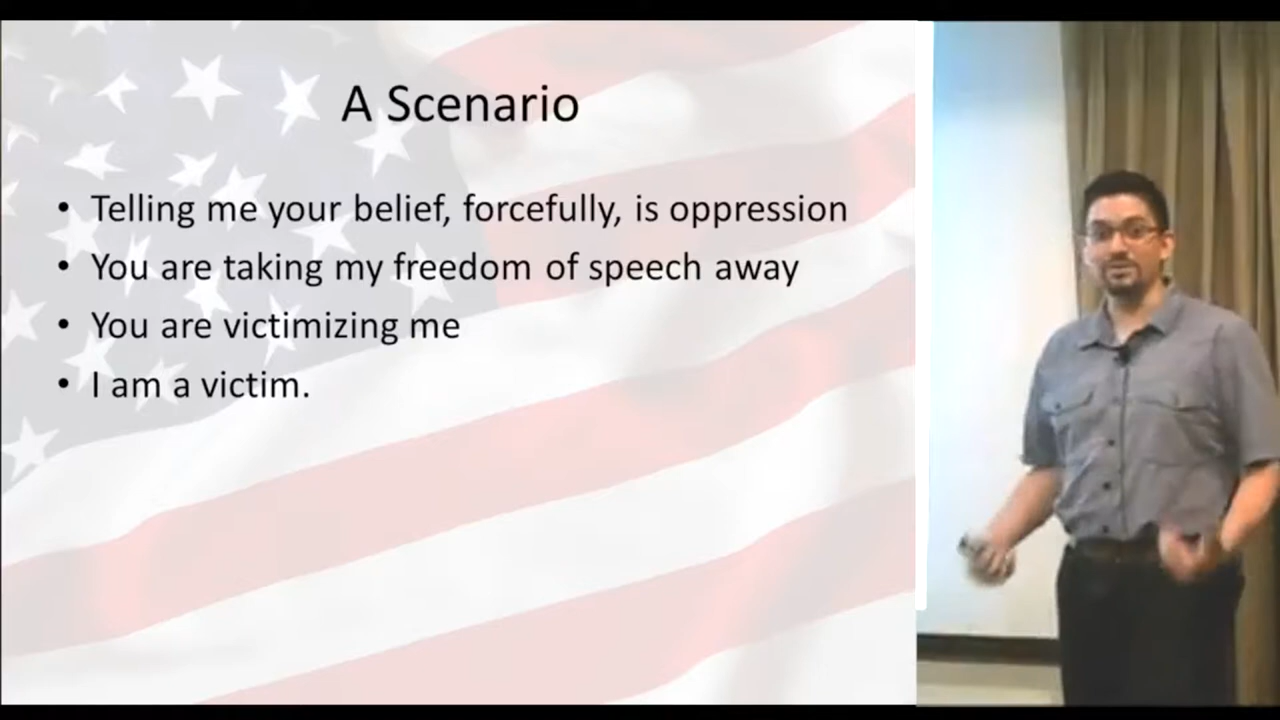 A Scenario
• Telling me your belief, forcefully, is oppression
• You are taking my freedom of speech away
• You are victimizing me
• I am a victim.